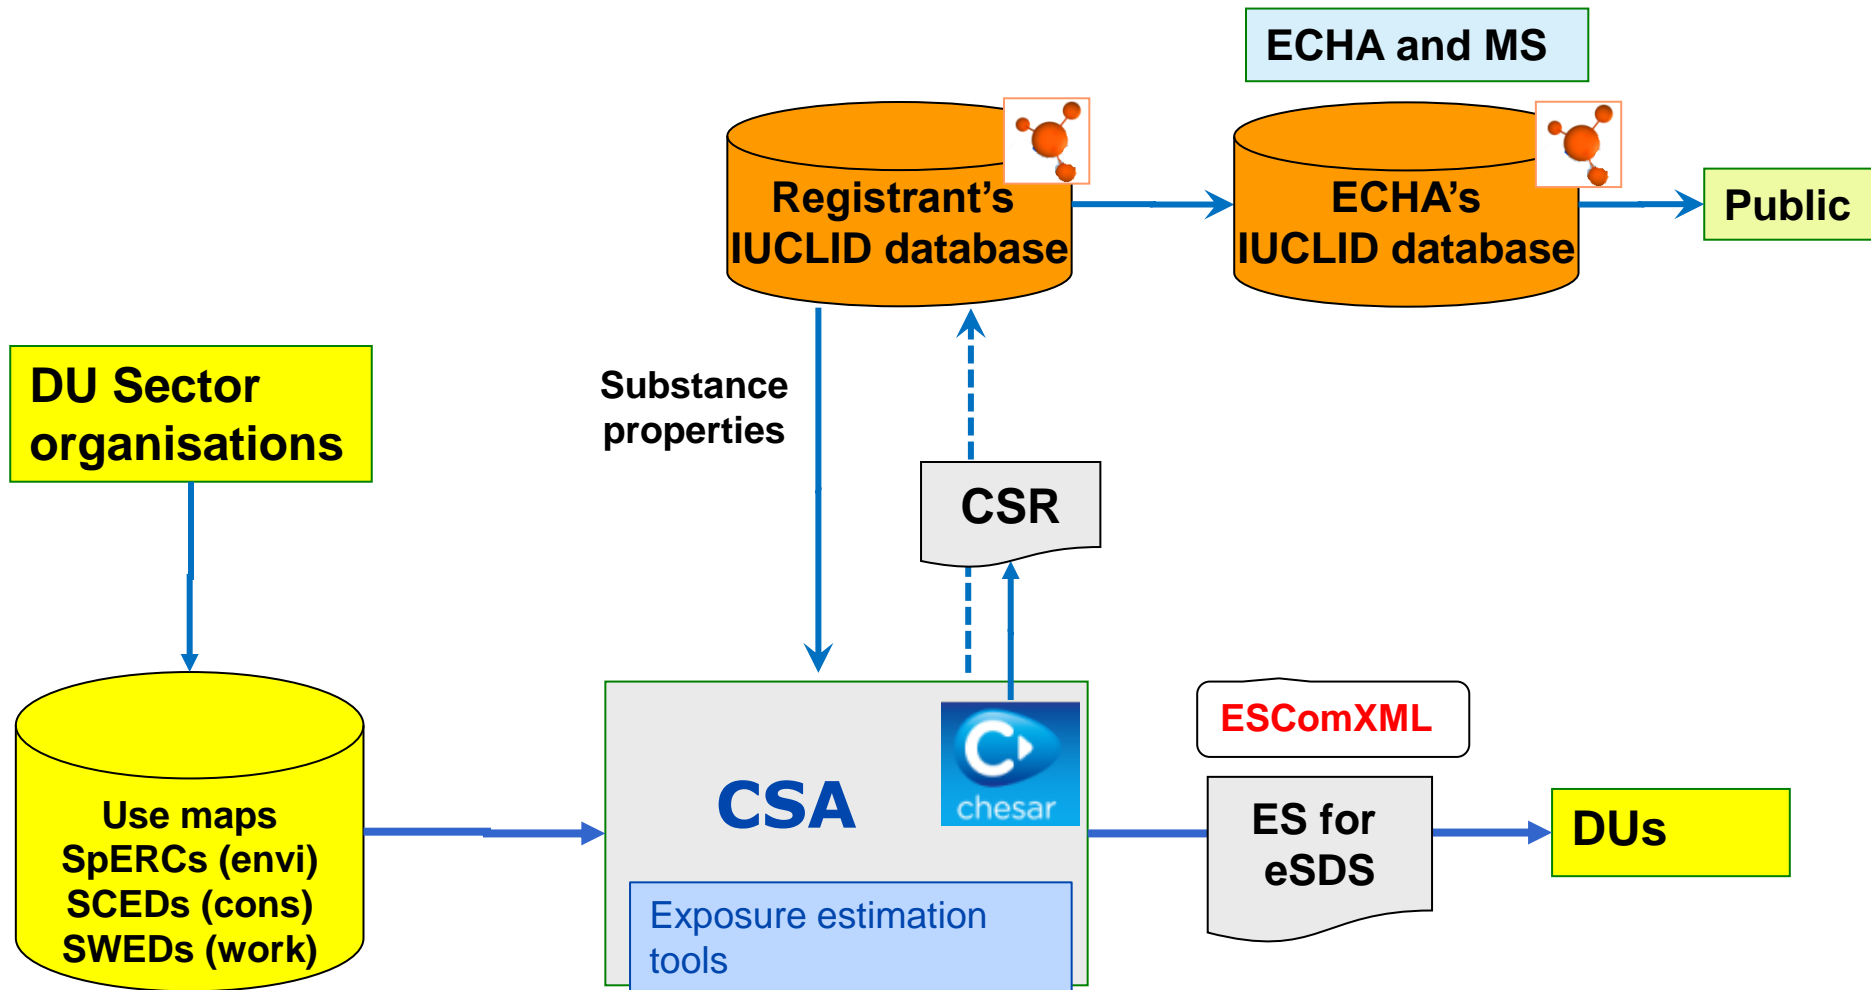 ECHA and MS
Registrant's
IUCLID database
ECHA's
IUCLID database
Public
DU Sector
organisations
Substance
properties
CSR
Use maps
SpERCs (envi)
SCEDs (cons)
SWEDs (work)
CSA
chesar
Exposure estimation
tools
ESComXML
ES for
eSDS
DUs